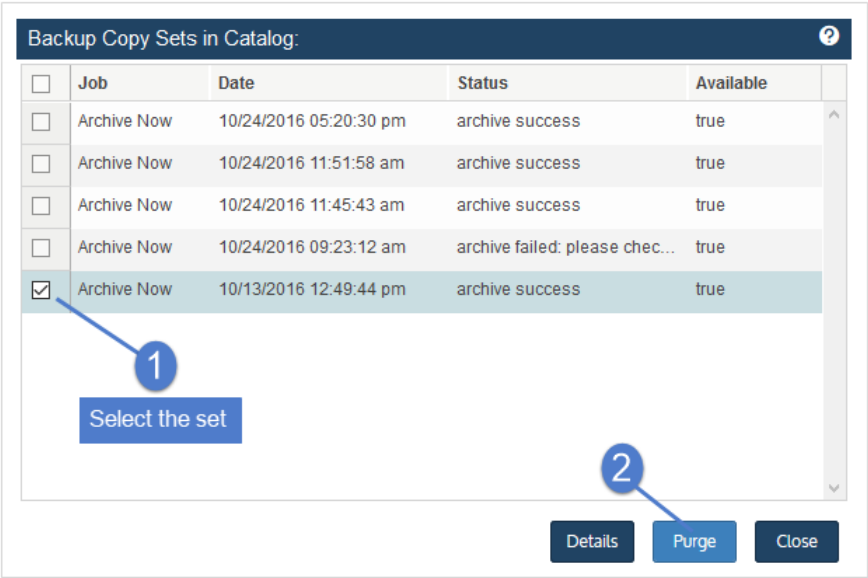 Backup Copy Sets in Catalog: ?
Job Date Status Available
Archive Now 10/24/2016 05:20:30 pm archive success true
Archive Now 10/24/2016 11:51:58 am archive success true
Archive Now 10/24/2016 11:45:43 am archive success true
Archive Now 10/24/2016 09:23:12 am archive failed: please chec... true
Archive Now 10/13/2016 12:49:44 pm archive success true
1
Select the set
2
Details Purge Close